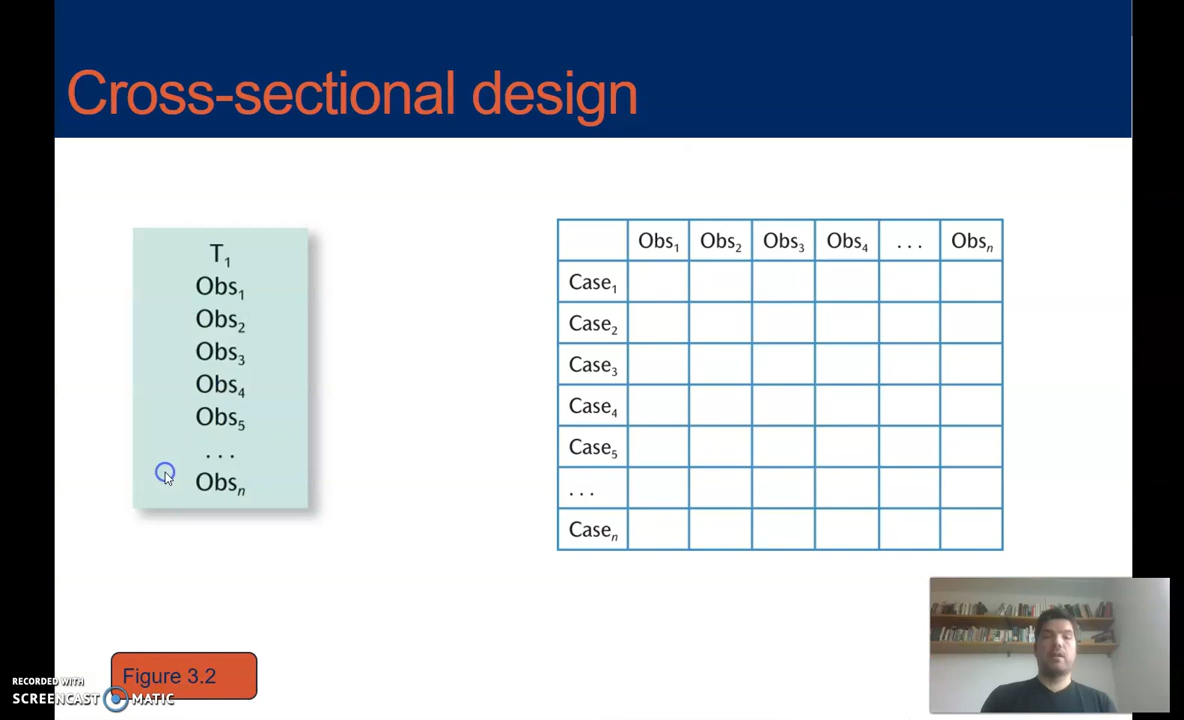 Cross-sectional design
T₁
Obs₁
Obs₂
Obs₃
Obs₄
Obs₅
...
Obsₙ
Obs₁ Obs₂ Obs₃ Obs₄ ... Obsₙ
Case₁
Case₂
Case₃
Case₄
Case₅
...
Caseₙ
Figure 3.2
RECORDED WITH
SCREENCAST MATIC